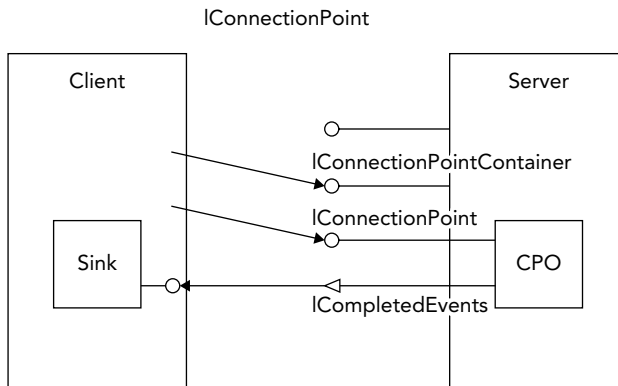 IConnectionPoint
Client
Server
IConnectionPointContainer
IConnectionPoint
Sink
CPO
ICompletedEvents